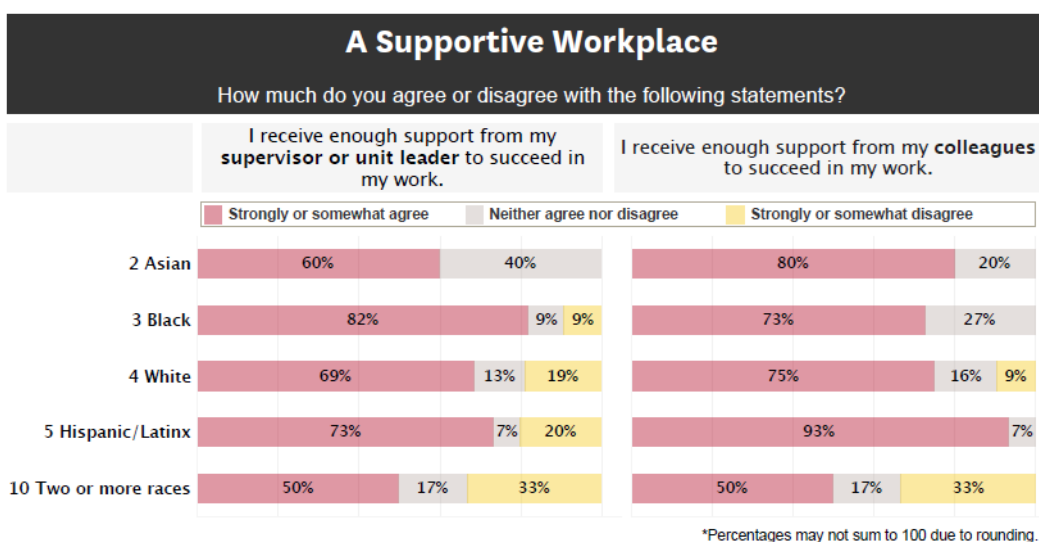 A Supportive Workplace
How much do you agree or disagree with the following statements?
I receive enough support from my
supervisor or unit leader to succeed in
my work.
I receive enough support from my colleagues
to succeed in my work.
Strongly or somewhat agree
Neither agree nor disagree
Strongly or somewhat disagree
2 Asian 60% 40% 80% 20%
3 Black 82% 9% 9% 73% 27%
4 White 69% 13% 19% 75% 16% 9%
5 Hispanic/Latinx 73% 7% 20% 93% 7%
10 Two or more races 50% 17% 33% 50% 17% 33%
*Percentages may not sum to 100 due to rounding.